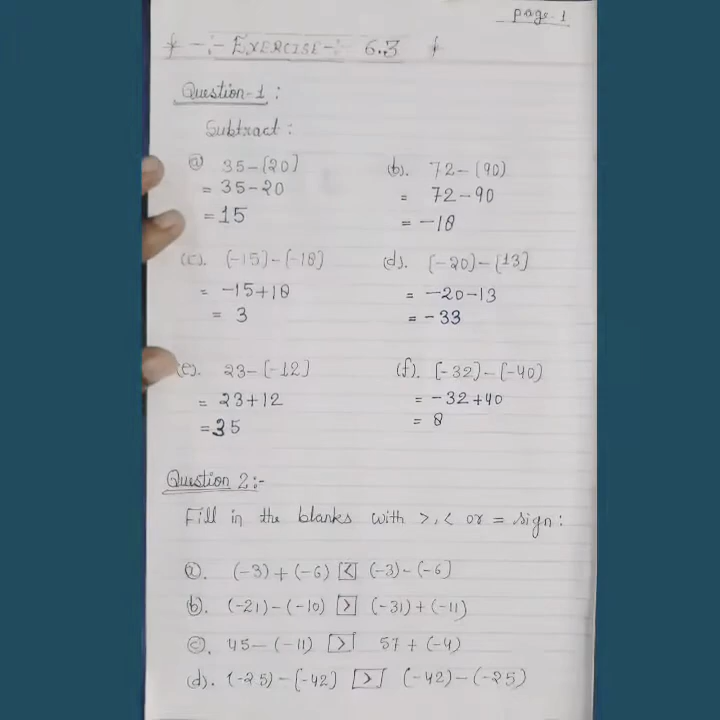 page-1
* -:- EXERCISE -:- 6.3 *
Question-1 :
Subtract :
(a) 35-(20)
= 35-20
= 15
(b). 72-(90)
= 72-90
= -18
(c). (-15)-(-18)
= -15+18
= 3
(d). (-20)-(13)
= -20-13
= -33
(e). 23-(-12)
= 23+12
= 35
(f). (-32)-(-40)
= -32+40
= 8
Question 2:-
Fill in the blanks with >, < or = sign :
(a). (-3)+(-6) < (-3)-(-6)
(b). (-21)-(-10) > (-31)+(-11)
(c). 45-(-11) > 57+(-4)
(d). (-25)-(-42) > (-42)-(-25)